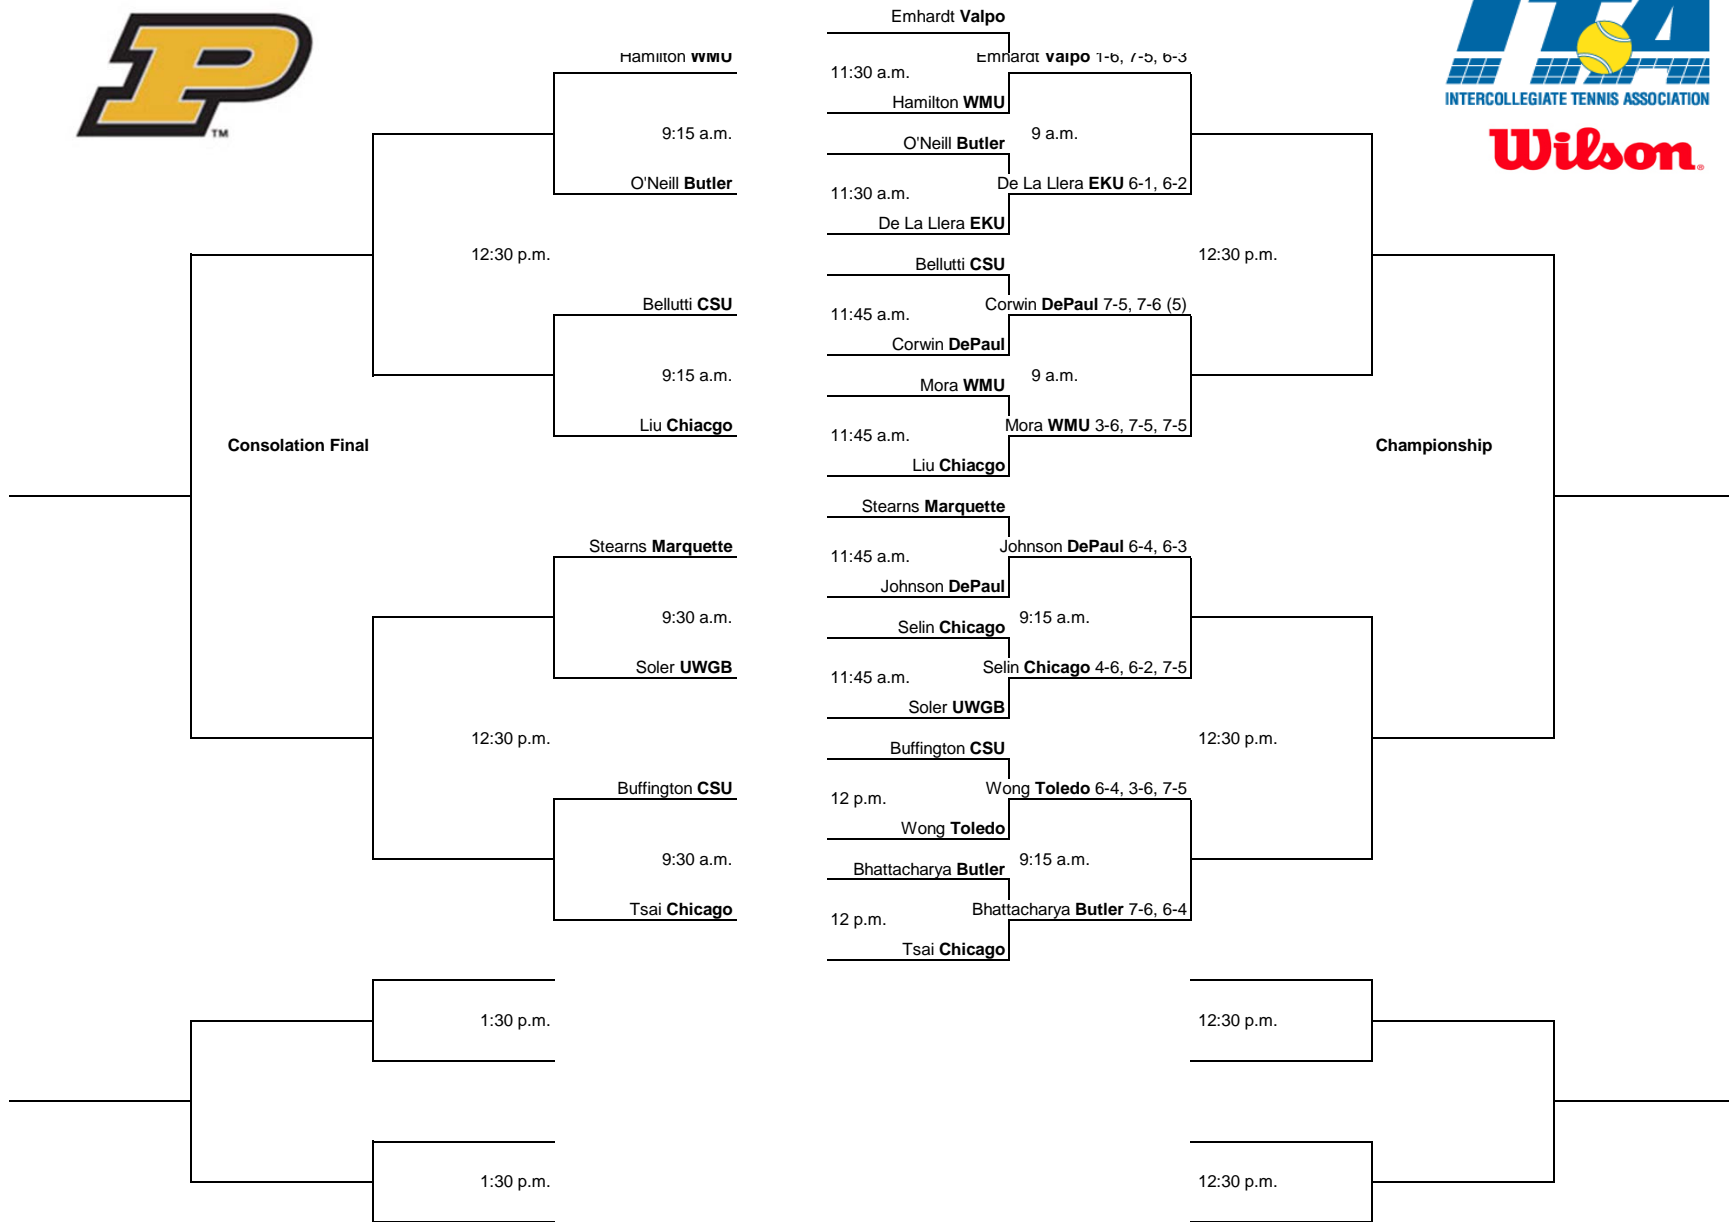 Emhardt Valpo
Hamilton WMU
11:30 a.m.
Emhardt Valpo 1-6, 7-5, 6-3
Hamilton WMU
INTERCOLLEGIATE TENNIS ASSOCIATION
ITA
TM
9:15 a.m.
O'Neill Butler
9 a.m.
Wilson
®
O'Neill Butler
11:30 a.m.
De La Llera EKU 6-1, 6-2
De La Llera EKU
12:30 p.m.
Bellutti CSU
12:30 p.m.
Bellutti CSU
11:45 a.m.
Corwin DePaul 7-5, 7-6 (5)
Corwin DePaul
9:15 a.m.
Mora WMU
9 a.m.
Liu Chiacgo
11:45 a.m.
Mora WMU 3-6, 7-5, 7-5
Consolation Final
Championship
Liu Chiacgo
Stearns Marquette
Stearns Marquette
11:45 a.m.
Johnson DePaul 6-4, 6-3
Johnson DePaul
9:30 a.m.
Selin Chicago
9:15 a.m.
Soler UWGB
11:45 a.m.
Selin Chicago 4-6, 6-2, 7-5
Soler UWGB
12:30 p.m.
Buffington CSU
12:30 p.m.
Buffington CSU
12 p.m.
Wong Toledo 6-4, 3-6, 7-5
Wong Toledo
9:30 a.m.
Bhattacharya Butler
9:15 a.m.
Tsai Chicago
12 p.m.
Bhattacharya Butler 7-6, 6-4
Tsai Chicago
1:30 p.m.
12:30 p.m.
1:30 p.m.
12:30 p.m.